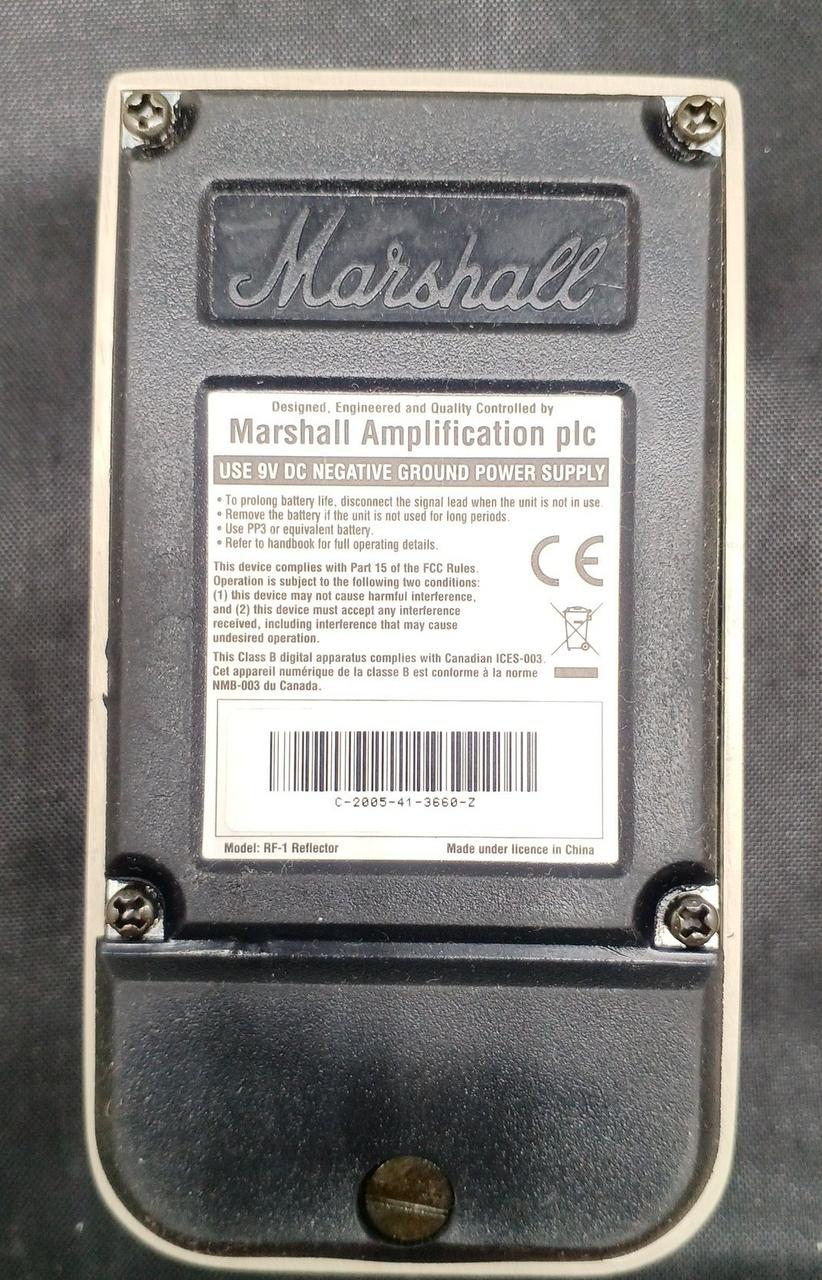 Marshall
Designed, Engineered and Quality Controlled by
Marshall Amplification plc
USE 9V DC NEGATIVE GROUND POWER SUPPLY
• To prolong battery life, disconnect the signal lead when the unit is not in use.
• Remove the battery if the unit is not used for long periods.
• Use PP3 or equivalent battery.
• Refer to handbook for full operating details.
CE
This device complies with Part 15 of the FCC Rules.
Operation is subject to the following two conditions:
(1) this device may not cause harmful interference,
and (2) this device must accept any interference
received, including interference that may cause
undesired operation.
This Class B digital apparatus complies with Canadian ICES-003.
Cet appareil numérique de la classe B est conforme à la norme
NMB-003 du Canada.
C-2005-41-3660-Z
Model: RF-1 Reflector Made under licence in China